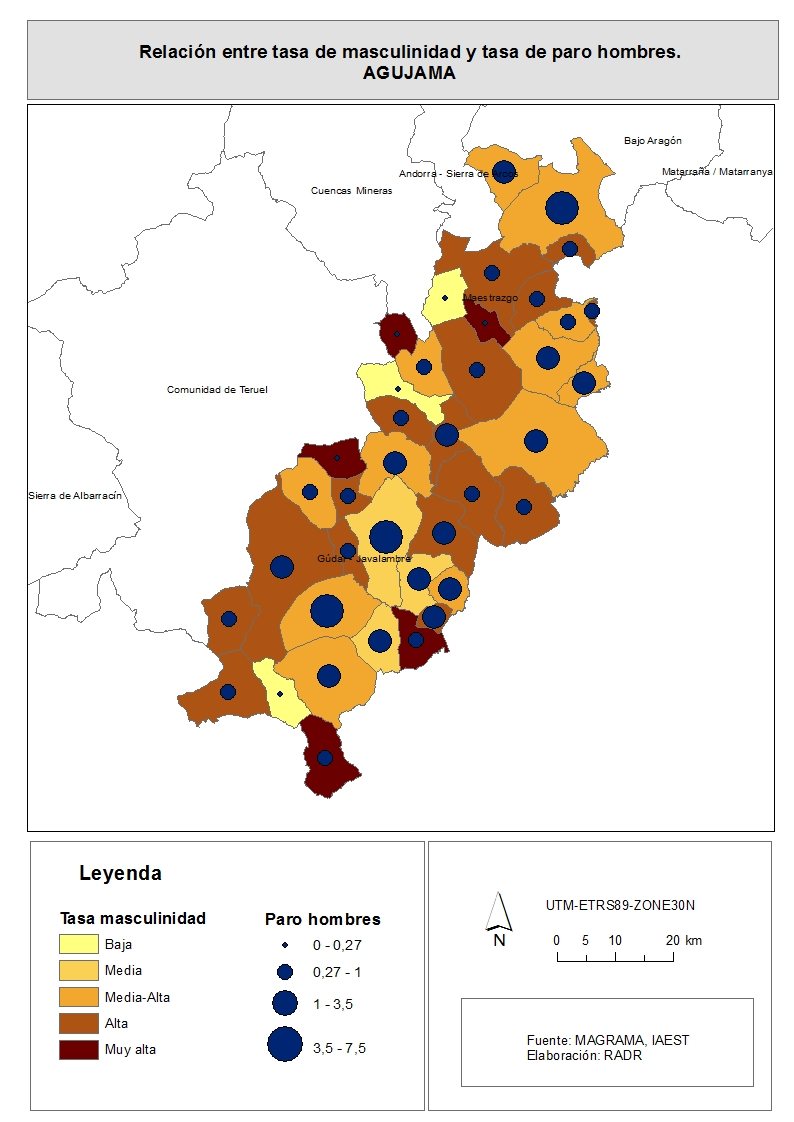 Relación entre tasa de masculinidad y tasa de paro hombres.
AGUJAMA
Bajo Aragón
Andorra - Sierra de Arcos
Matarraña / Matarranya
Cuencas Mineras
Maestrazgo
Comunidad de Teruel
Sierra de Albarracín
Gúdar - Javalambre
Leyenda
Tasa masculinidad
Baja
Media
Media-Alta
Alta
Muy alta
Paro hombres
0 - 0,27
0,27 - 1
1 - 3,5
3,5 - 7,5
N
UTM-ETRS89-ZONE30N
0 5 10 20 km
Fuente: MAGRAMA, IAEST
Elaboración: RADR